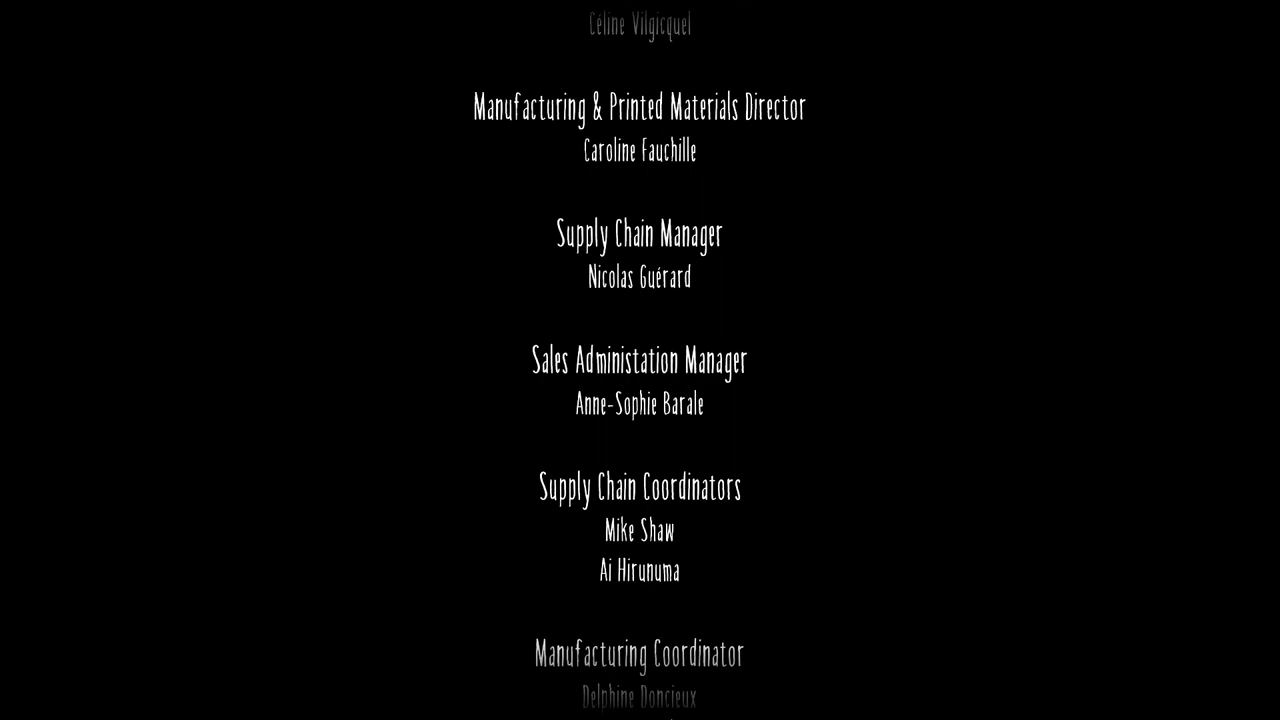 Céline Vilgicquel
Manufacturing & Printed Materials Director
Caroline Fauchille
Supply Chain Manager
Nicolas Guérard
Sales Administation Manager
Anne-Sophie Barale
Supply Chain Coordinators
Mike Shaw
Ai Hirunuma
Manufacturing Coordinator
Delphine Doncieux